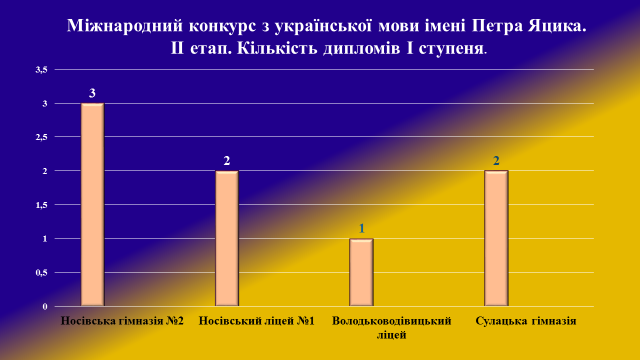 Міжнародний конкурс з української мови імені Петра Яцика.
ІІ етап. Кількість дипломів І ступеня.
3,5
3
2,5
2
1,5
1
0,5
0
3
2
1
2
Носівська гімназія №2
Носівський ліцей №1
Володьководівицький
ліцей
Сулацька гімназія